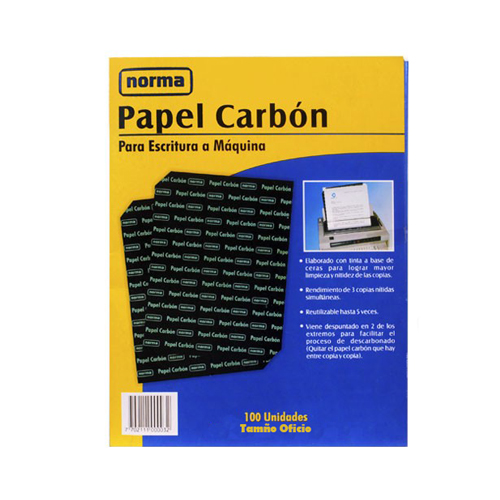 norma
Papel Carbón
Para Escritura a Máquina
norma Papel Carbón
• Elaborado con tinta a base de
ceras para lograr mayor
limpieza y nitidez de las copias.
• Rendimiento de 3 copias nítidas
simultáneas.
• Reutilizable hasta 5 veces.
• Viene despuntado en 2 de los
extremos para facilitar el
proceso de descarbonado
(Quitar el papel carbón que hay
entre copia y copia).
100 Unidades
Tamño Oficio